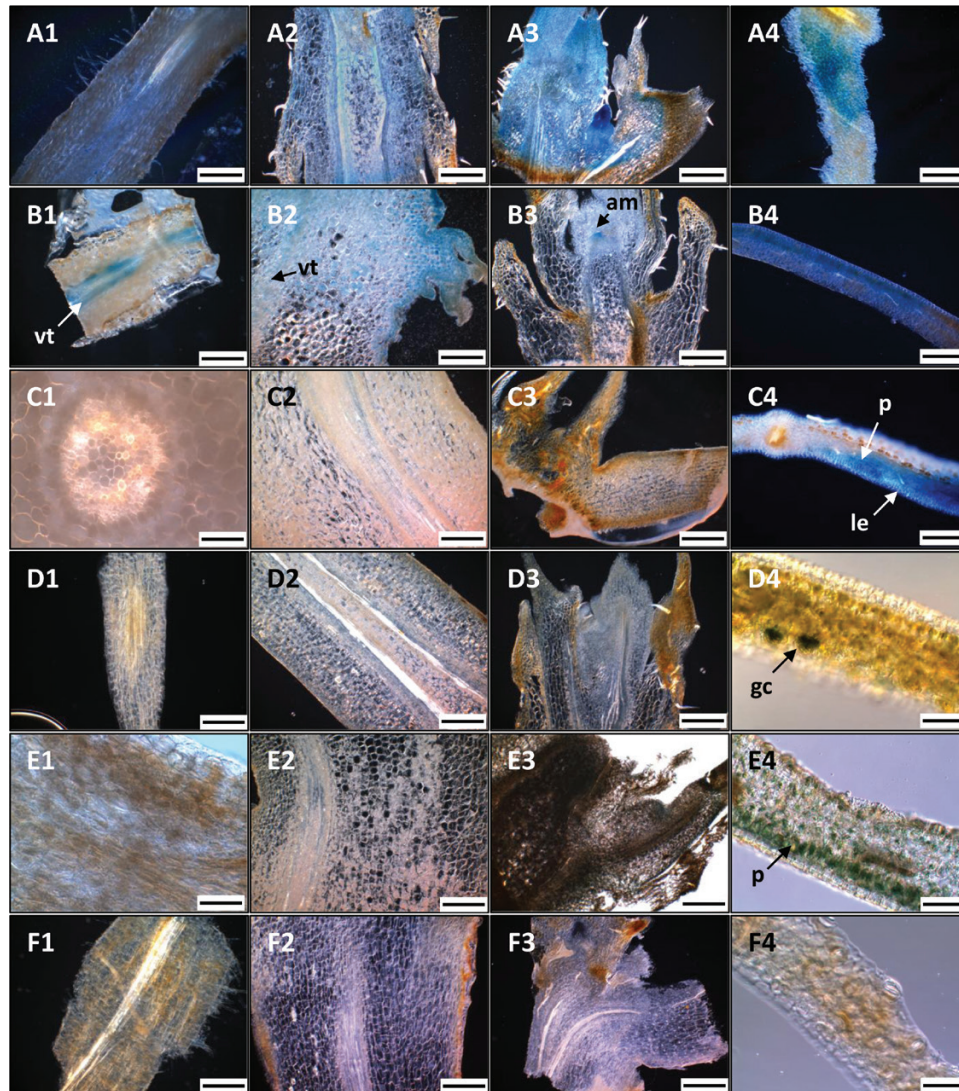 A1 A2 A3 A4
B1 B2 B3 B4
am
vt
vt
C1 C2 C3 C4
p
le
D1 D2 D3 D4
gc
E1 E2 E3 E4
p
F1 F2 F3 F4